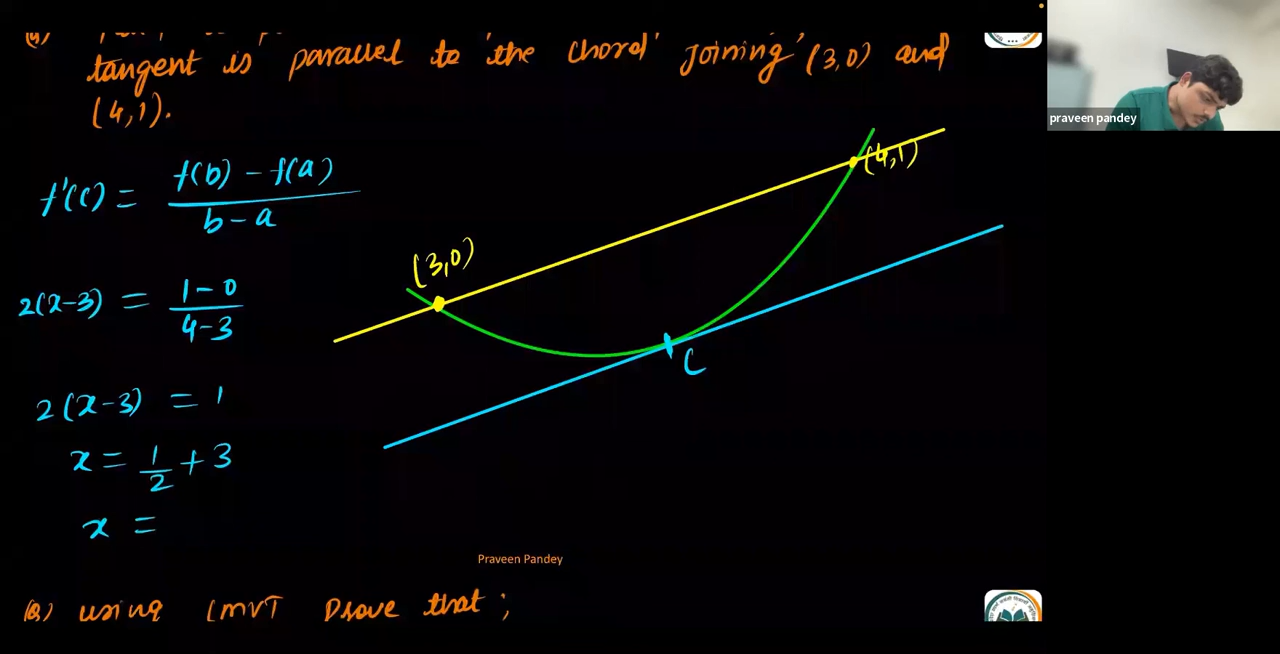 tangent is parallel to the chord joining (3,0) and
(4,1).
praveen pandey
f'(c) = f(b) - f(a) / b - a
(4,1)
(3,0)
2(x-3) = 1-0 / 4-3
C
2(x-3) = 1
x = 1/2 + 3
x =
Praveen Pandey
(Q) using LMVT Prove that ;